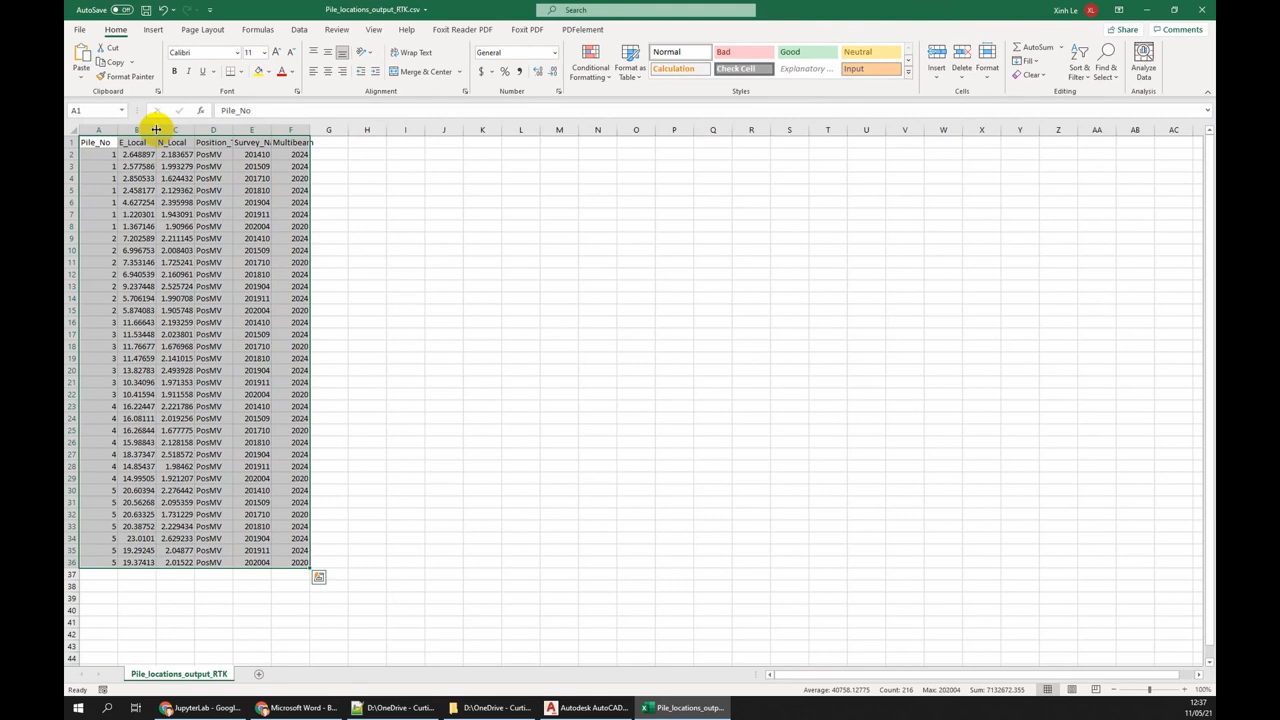 AutoSave Off Pile_locations_output_RTK.csv Search Xinh Le XL
File Home Insert Page Layout Formulas Data Review View Help Foxit Reader PDF Foxit PDF PDFelement Share Comments
Cut Calibri 11 Wrap Text General Normal Bad Good Neutral AutoSum
Copy
Paste Format Painter B I U Merge & Center $ % Conditional Formatting Format as Table Calculation Check Cell Explanatory ... Input Insert Delete Format Fill Clear Sort & Filter Find & Select Analyze Data
Clipboard Font Alignment Number Styles Cells Editing Analysis
A1 fx Pile_No
A B C D E F G H I J K L M N O P Q R S T U V W X Y Z AA AB AC
1 Pile_No E_Local N_Local Position_ Survey_Na Multibeam
2 1 2.648897 2.183657 PosMV 201410 2024
3 1 2.577586 1.993279 PosMV 201509 2024
4 1 2.850533 1.624432 PosMV 201710 2020
5 1 2.458177 2.129362 PosMV 201810 2024
6 1 4.627254 2.395998 PosMV 201904 2024
7 1 1.220301 1.943091 PosMV 201911 2024
8 1 1.367146 1.90966 PosMV 202004 2020
9 2 7.202589 2.211145 PosMV 201410 2024
10 2 6.996753 2.008403 PosMV 201509 2024
11 2 7.353146 1.725241 PosMV 201710 2020
12 2 6.940539 2.160961 PosMV 201810 2024
13 2 9.237448 2.525724 PosMV 201904 2024
14 2 5.706194 1.990708 PosMV 201911 2024
15 2 5.874083 1.905748 PosMV 202004 2020
16 3 11.66643 2.193259 PosMV 201410 2024
17 3 11.53448 2.023801 PosMV 201509 2024
18 3 11.76677 1.676968 PosMV 201710 2020
19 3 11.47659 2.141015 PosMV 201810 2024
20 3 13.82783 2.493928 PosMV 201904 2024
21 3 10.34096 1.971353 PosMV 201911 2024
22 3 10.41594 1.911558 PosMV 202004 2020
23 4 16.22447 2.221786 PosMV 201410 2024
24 4 16.08111 2.019256 PosMV 201509 2024
25 4 16.26844 1.677775 PosMV 201710 2020
26 4 15.98843 2.128158 PosMV 201810 2024
27 4 18.37347 2.518572 PosMV 201904 2024
28 4 14.85437 1.98462 PosMV 201911 2024
29 4 14.99505 1.921207 PosMV 202004 2020
30 5 20.60394 2.276442 PosMV 201410 2024
31 5 20.56268 2.095359 PosMV 201509 2024
32 5 20.63325 1.731229 PosMV 201710 2020
33 5 20.38752 2.229434 PosMV 201810 2024
34 5 23.0101 2.629233 PosMV 201904 2024
35 5 19.29245 2.04877 PosMV 201911 2024
36 5 19.37413 2.01522 PosMV 202004 2020
37
38
39
40
41
42
43
44
Pile_locations_output_RTK
Ready Average: 40758.12775 Count: 216 Max: 202004 Sum: 7132672.355 100%
JupyterLab - Googl... Microsoft Word - B... D:\OneDrive - Curti... D:\OneDrive - Curti... Autodesk AutoCAD... Pile_locations_outp... 12:37
11/05/21